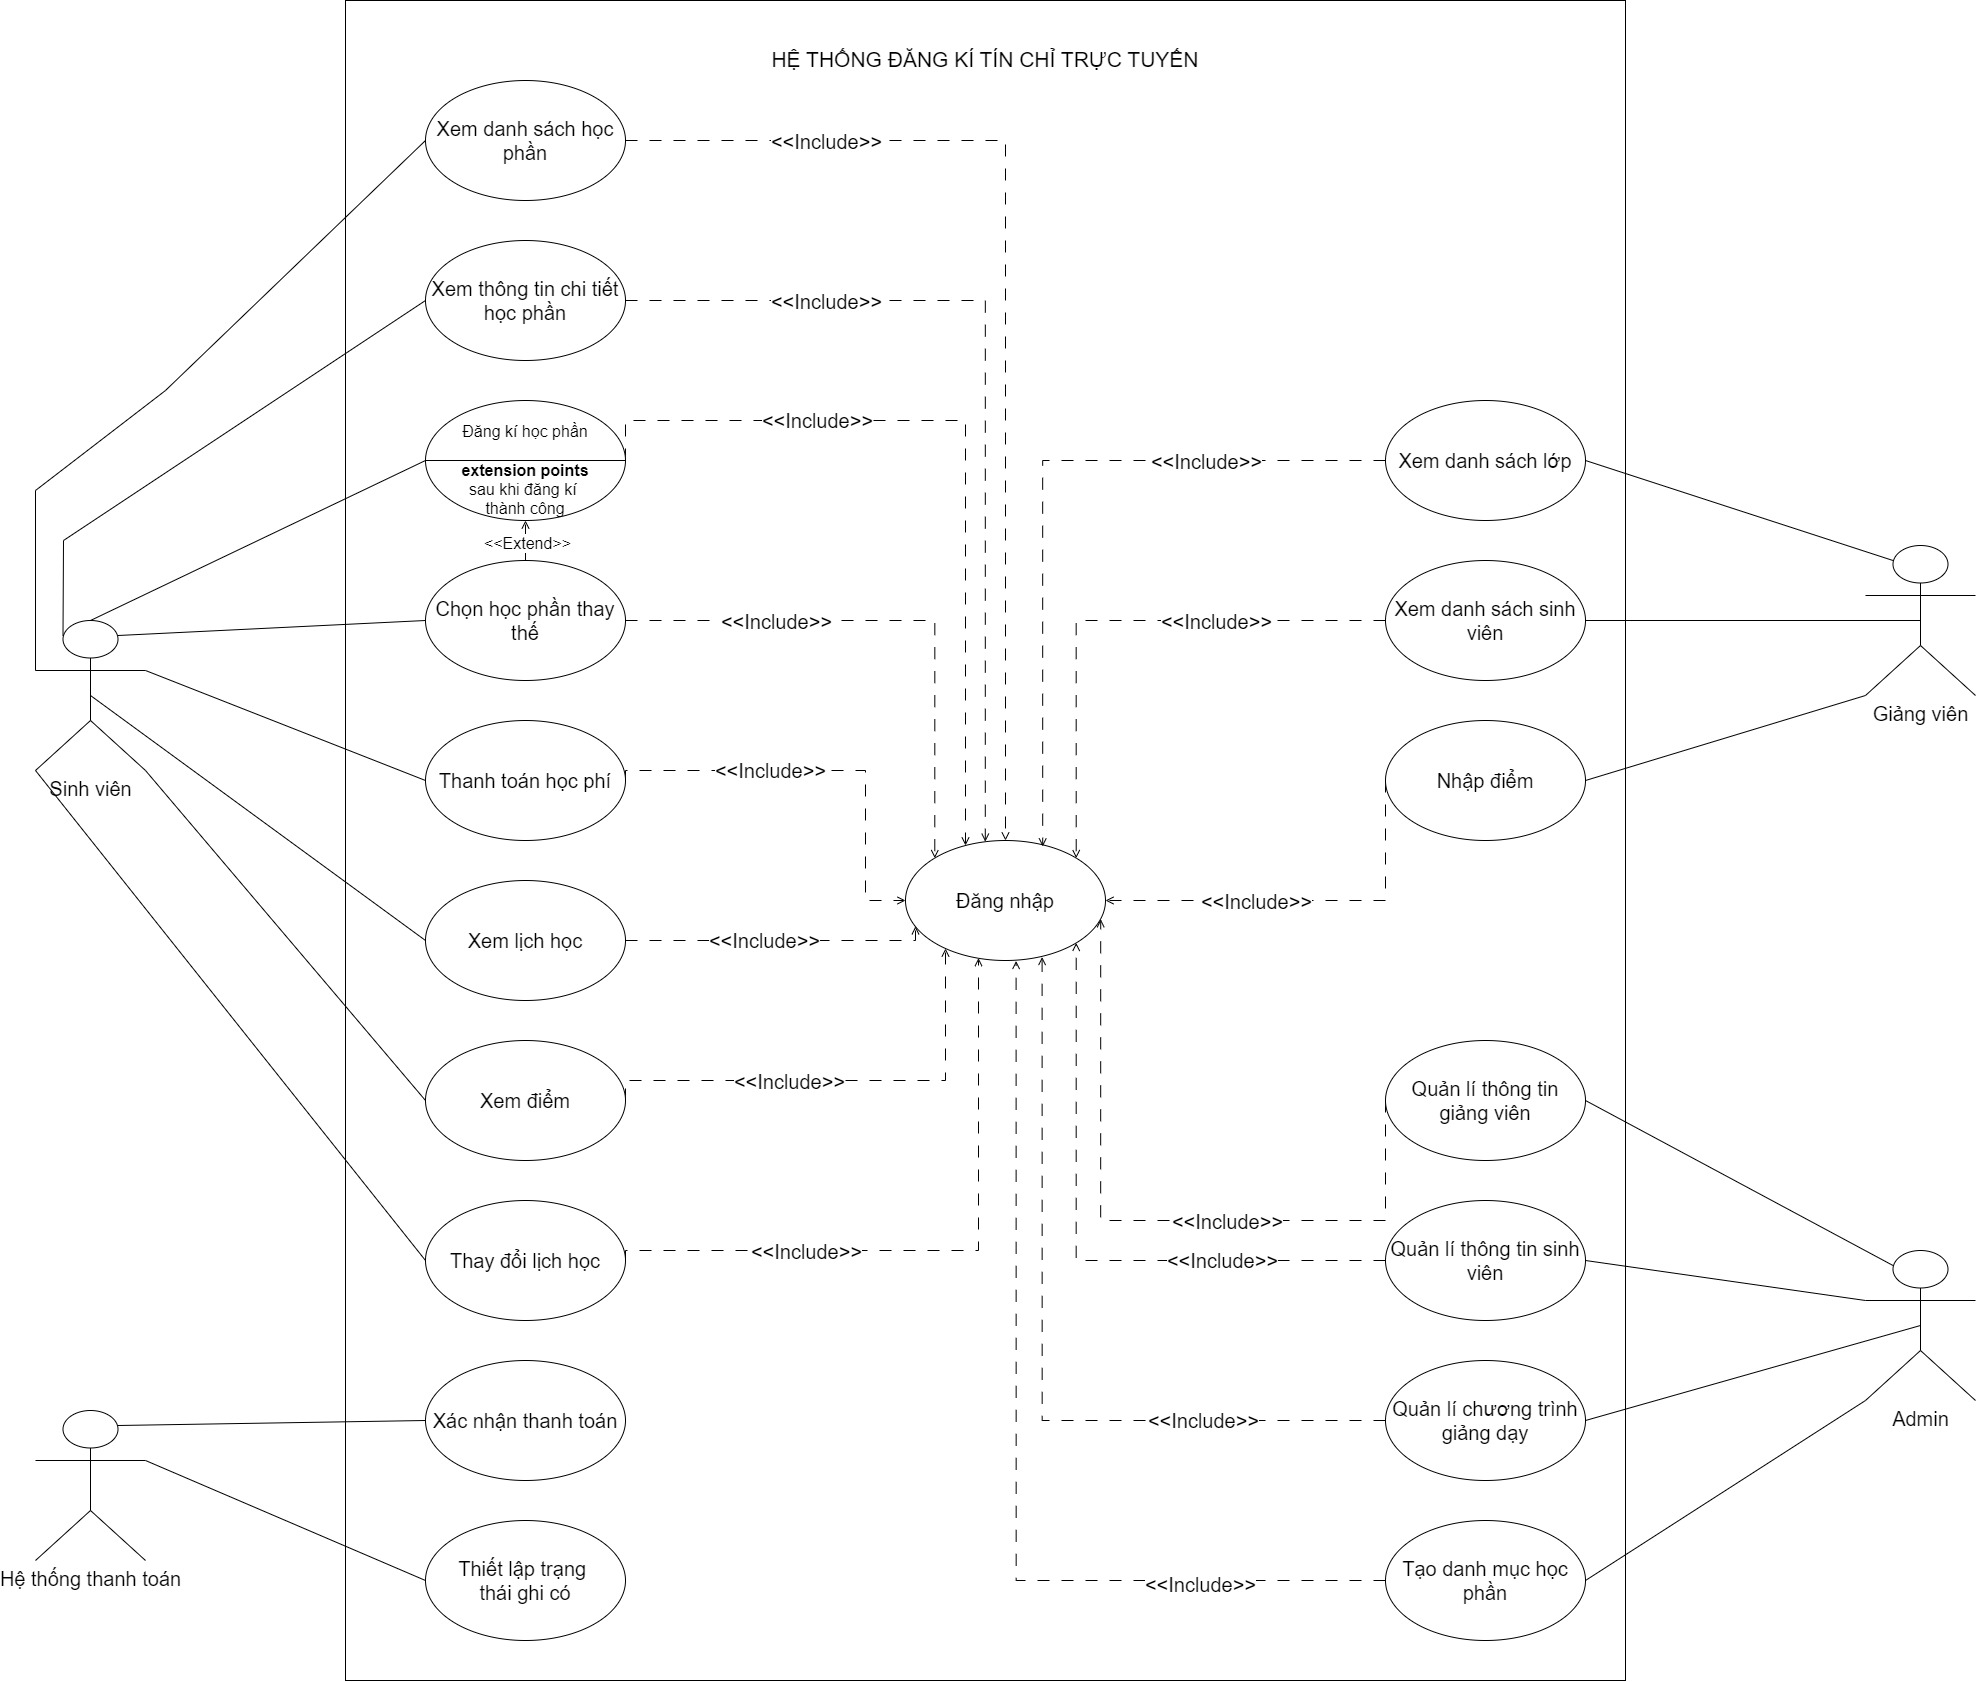 HỆ THỐNG ĐĂNG KÍ TÍN CHỈ TRỰC TUYẾN
Xem danh sách học
phần
<<Include>>
Xem thông tin chi tiết
học phần
<<Include>>
Đăng kí học phần
extension points
sau khi đăng kí
thành công
<<Include>>
<<Extend>>
Chọn học phần thay
thế
<<Include>>
Thanh toán học phí
<<Include>>
Xem lịch học
<<Include>>
Xem điểm
<<Include>>
Thay đổi lịch học
<<Include>>
Xác nhận thanh toán
Thiết lập trạng
thái ghi có
Sinh viên
Hệ thống thanh toán
Đăng nhập
<<Include>>
Xem danh sách lớp
<<Include>>
Xem danh sách sinh
viên
<<Include>>
Nhập điểm
Giảng viên
<<Include>>
Quản lí thông tin
giảng viên
<<Include>>
Quản lí thông tin sinh
viên
<<Include>>
Quản lí chương trình
giảng dạy
<<Include>>
Tạo danh mục học
phần
Admin